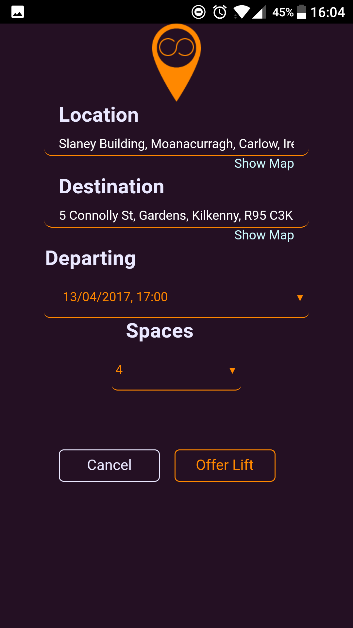 45% 16:04
Location
Slaney Building, Moanacurragh, Carlow, Ire
Show Map
Destination
5 Connolly St, Gardens, Kilkenny, R95 C3K
Show Map
Departing
13/04/2017, 17:00
Spaces
4
Cancel Offer Lift